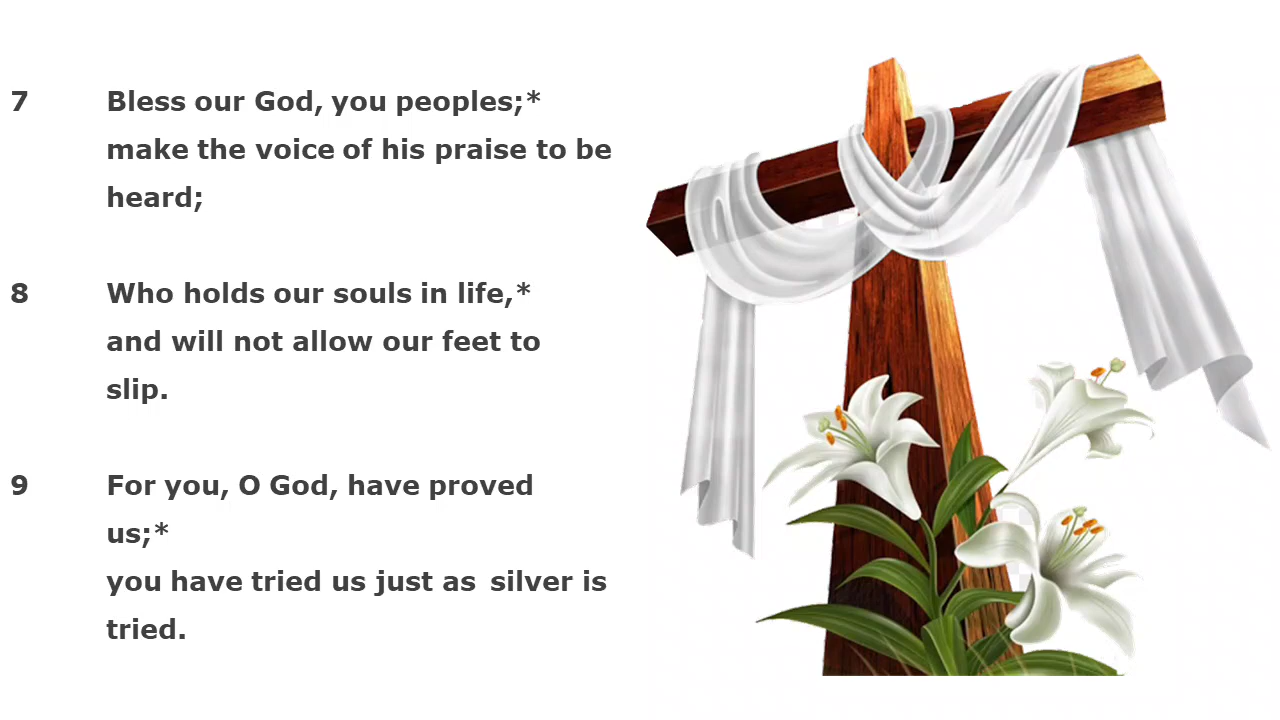 7 Bless our God, you peoples;*
make the voice of his praise to be
heard;
8 Who holds our souls in life,*
and will not allow our feet to
slip.
9 For you, O God, have proved
us;*
you have tried us just as silver is
tried.